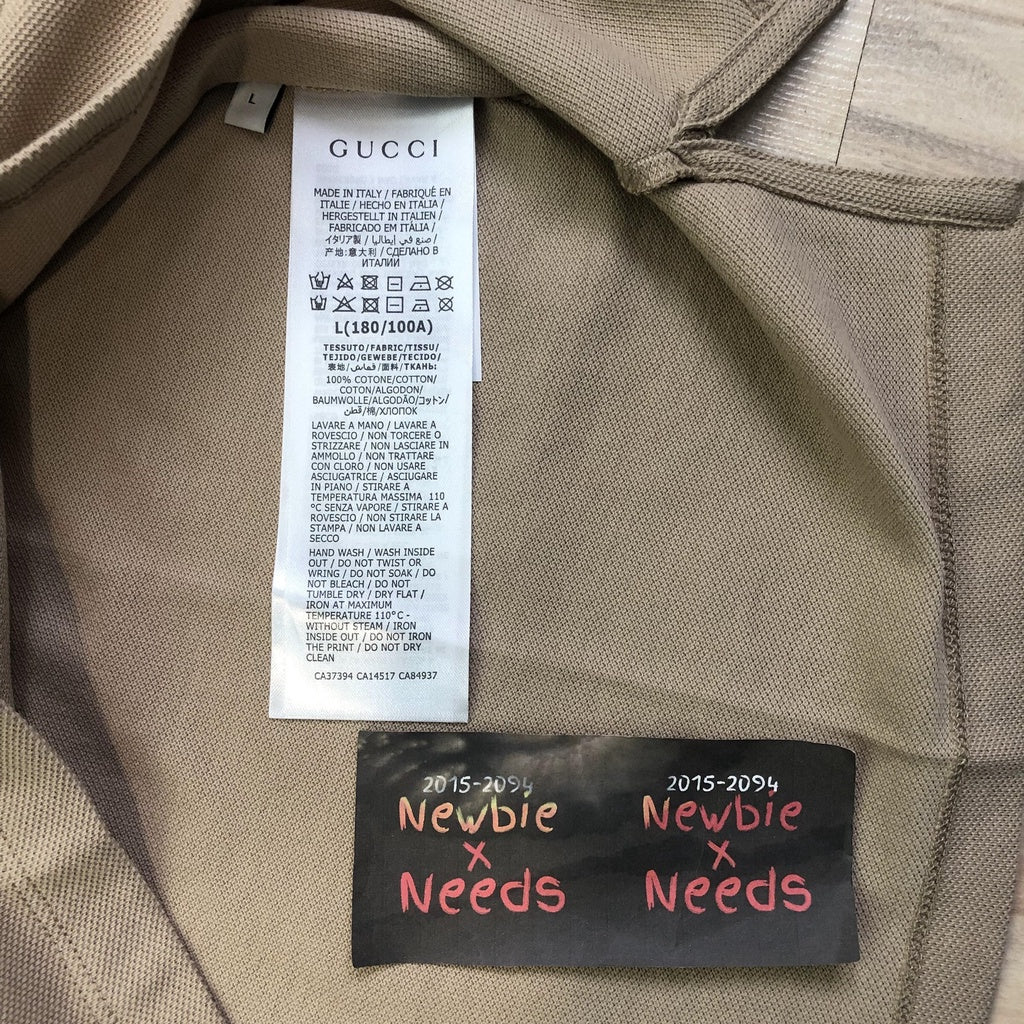 L
GUCCI
MADE IN ITALY / FABRIQUÉ EN
ITALIE / HECHO EN ITALIA /
HERGESTELLT IN ITALIEN /
FABRICADO EM ITÁLIA /
イタリア製 / صنع في إيطاليا /
产地:意大利 / СДЕЛАНО В
ИТАЛИИ
L(180/100A)
TESSUTO/FABRIC/TISSU/
TEJIDO/GEWEBE/TECIDO/
表地/قماش/面料/ТКАНЬ:
100% COTONE/COTTON/
COTON/ALGODON/
BAUMWOLLE/ALGODÃO/コットン/
قطن/棉/ХЛОПОК
LAVARE A MANO / LAVARE A
ROVESCIO / NON TORCERE O
STRIZZARE / NON LASCIARE IN
AMMOLLO / NON TRATTARE
CON CLORO / NON USARE
ASCIUGATRICE / ASCIUGARE
IN PIANO / STIRARE A
TEMPERATURA MASSIMA 110
°C SENZA VAPORE / STIRARE A
ROVESCIO / NON STIRARE LA
STAMPA / NON LAVARE A
SECCO
HAND WASH / WASH INSIDE
OUT / DO NOT TWIST OR
WRING / DO NOT SOAK / DO
NOT BLEACH / DO NOT
TUMBLE DRY / DRY FLAT /
IRON AT MAXIMUM
TEMPERATURE 110°C -
WITHOUT STEAM / IRON
INSIDE OUT / DO NOT IRON
THE PRINT / DO NOT DRY
CLEAN
CA37394 CA14517 CA84937
2015-2094
Newbie
x
Needs
2015-2094
Newbie
x
Needs